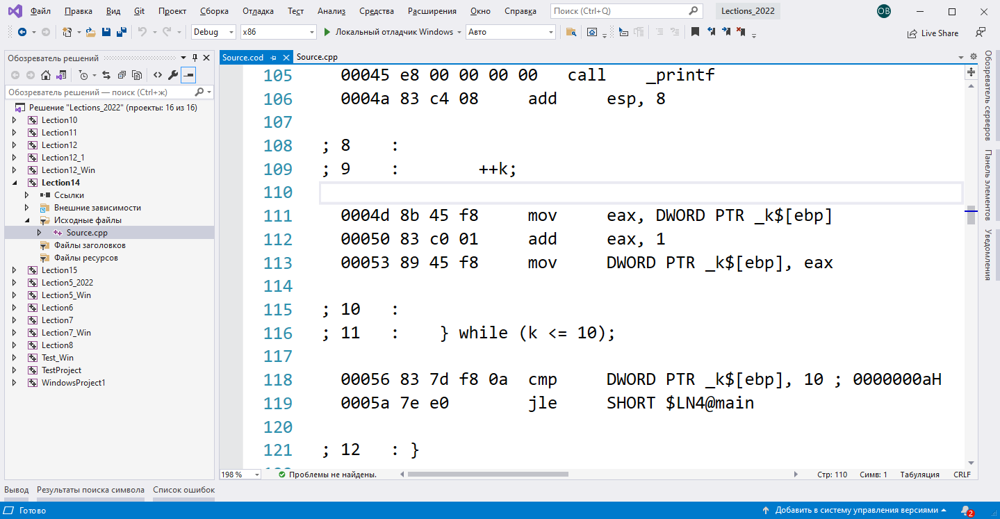 Файл Правка Вид Git Проект Сборка Отладка Тест Анализ Средства Расширения Окно Справка Поиск (Ctrl+Q) Lections_2022 OB
Debug x86 Локальный отладчик Windows Авто Live Share
Обозреватель решений
Обозреватель решений — поиск (Ctrl+ж)
Решение "Lections_2022" (проекты: 16 из 16)
Lection10
Lection11
Lection12
Lection12_1
Lection12_Win
Lection14
Ссылки
Внешние зависимости
Исходные файлы
Source.cpp
Файлы заголовков
Файлы ресурсов
Lection15
Lection5_2022
Lection5_Win
Lection6
Lection7
Lection7_Win
Lection8
Test_Win
TestProject
WindowsProject1
Source.cod Source.cpp
105 00045 e8 00 00 00 00 call _printf
106 0004a 83 c4 08 add esp, 8
107
108 ; 8 :
109 ; 9 : ++k;
110
111 0004d 8b 45 f8 mov eax, DWORD PTR _k$[ebp]
112 00050 83 c0 01 add eax, 1
113 00053 89 45 f8 mov DWORD PTR _k$[ebp], eax
114
115 ; 10 :
116 ; 11 : } while (k <= 10);
117
118 00056 83 7d f8 0a cmp DWORD PTR _k$[ebp], 10 ; 0000000aH
119 0005a 7e e0 jle SHORT $LN4@main
120
121 ; 12 : }
198 % Проблемы не найдены. Стр: 110 Симв: 1 Табуляция CRLF
Обозреватель серверов
Панель элементов
Уведомления
Вывод Результаты поиска символа Список ошибок
Готово Добавить в систему управления версиями 2